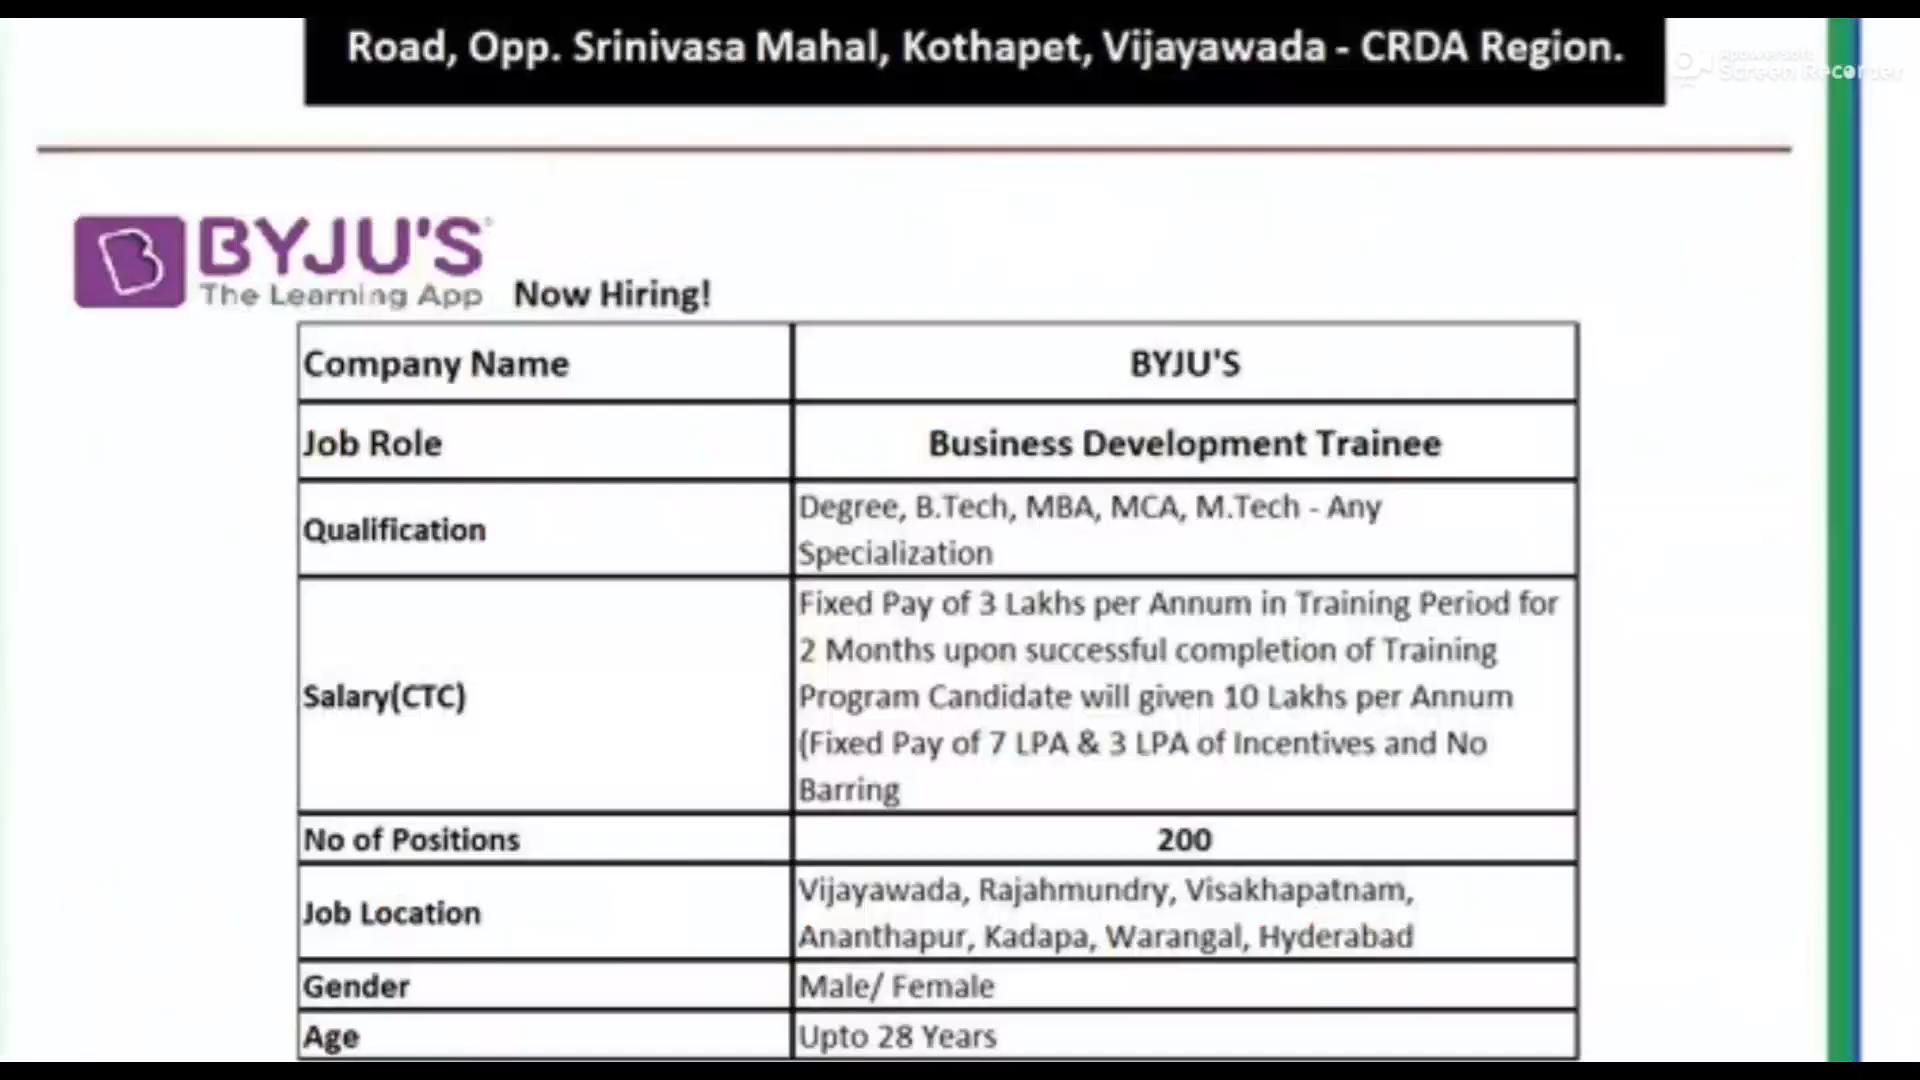 Road, Opp. Srinivasa Mahal, Kothapet, Vijayawada - CRDA Region.
Apowersoft
Screen Recorder
BYJU'S
The Learning App
Now Hiring!
Company Name
BYJU'S
Job Role
Business Development Trainee
Qualification
Degree, B.Tech, MBA, MCA, M.Tech - Any
Specialization
Salary(CTC)
Fixed Pay of 3 Lakhs per Annum in Training Period for
2 Months upon successful completion of Training
Program Candidate will given 10 Lakhs per Annum
(Fixed Pay of 7 LPA & 3 LPA of Incentives and No
Barring
No of Positions
200
Job Location
Vijayawada, Rajahmundry, Visakhapatnam,
Ananthapur, Kadapa, Warangal, Hyderabad
Gender
Male/ Female
Age
Upto 28 Years